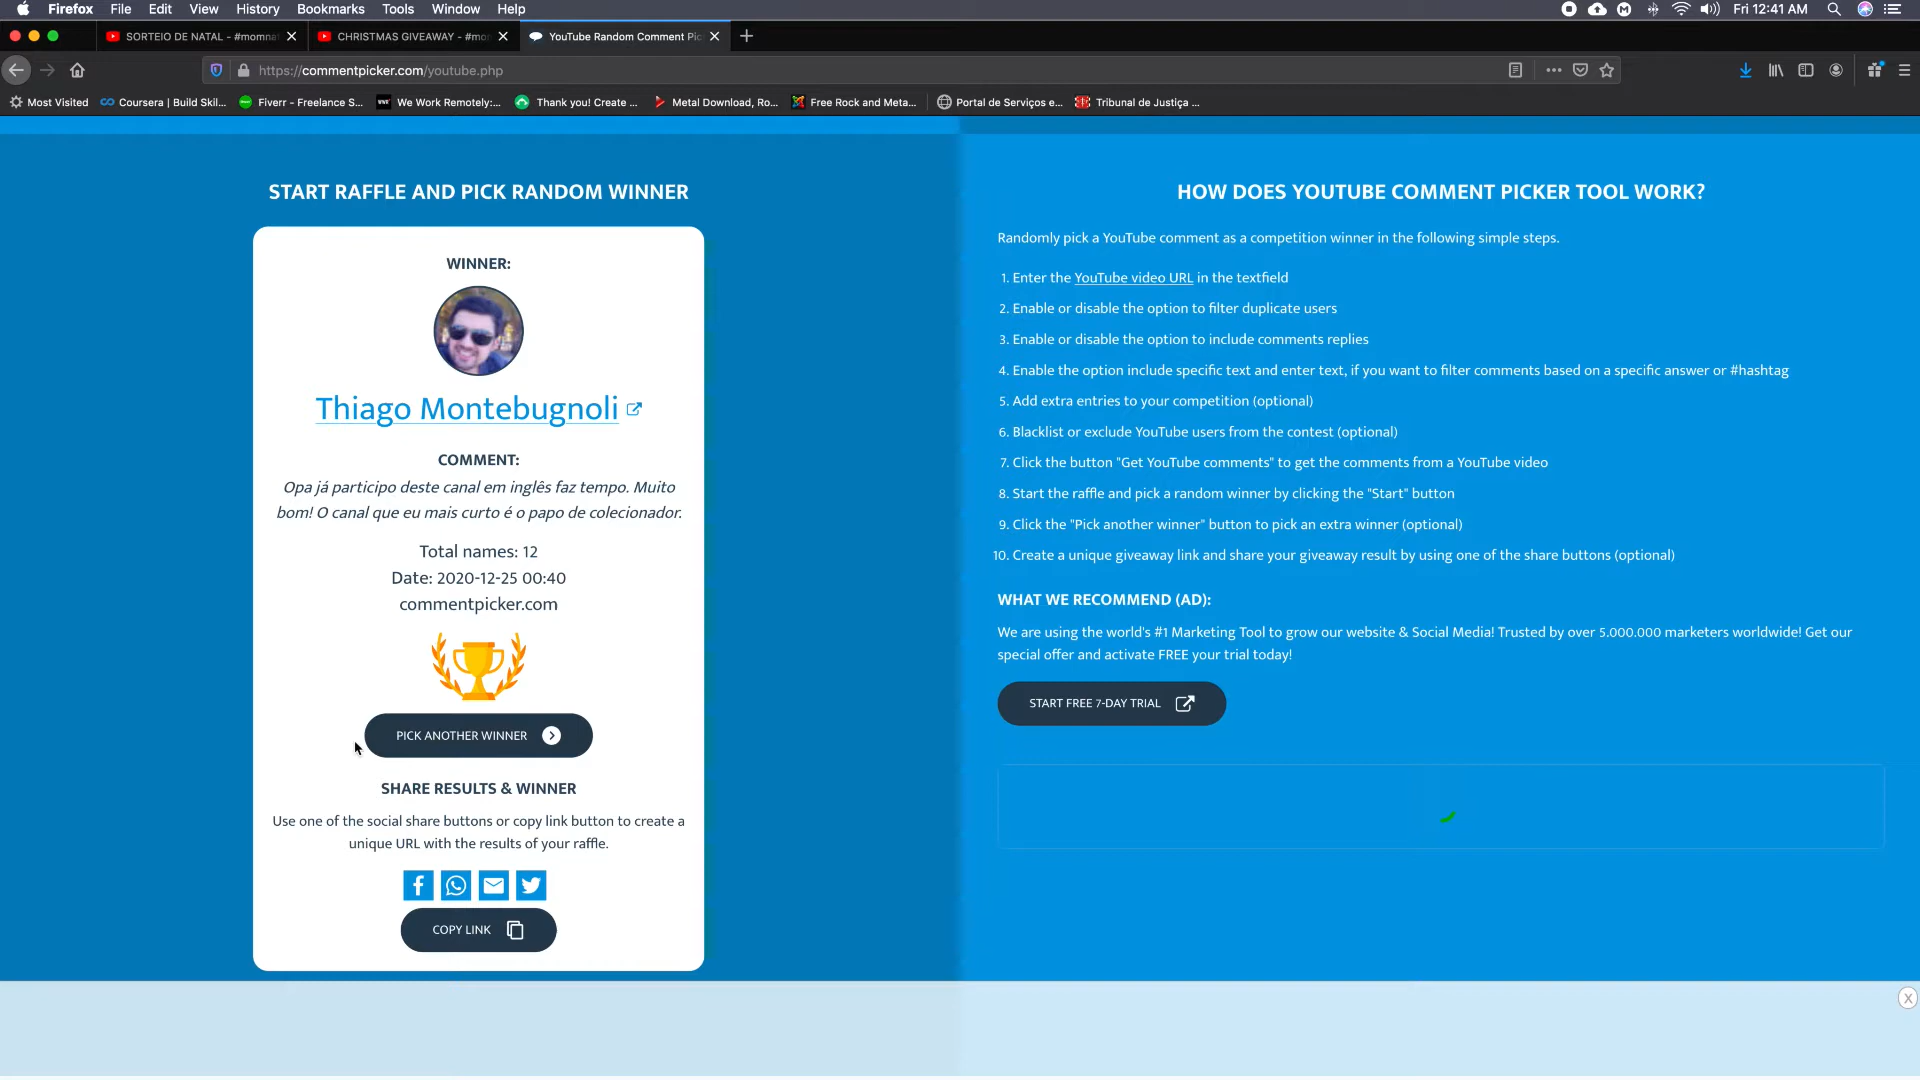 Firefox File Edit View History Bookmarks Tools Window Help Fri 12:41 AM
SORTEIO DE NATAL - #momna CHRISTMAS GIVEAWAY - #mo YouTube Random Comment Pic
https://commentpicker.com/youtube.php
Most Visited Coursera | Build Skil... Fiverr - Freelance S... We Work Remotely:... Thank you! Create ... Metal Download, Ro... Free Rock and Meta... Portal de Serviços e... Tribunal de Justiça ...
START RAFFLE AND PICK RANDOM WINNER
WINNER:
Thiago Montebugnoli
COMMENT:
Opa já participo deste canal em inglês faz tempo. Muito
bom! O canal que eu mais curto é o papo de colecionador.
Total names: 12
Date: 2020-12-25 00:40
commentpicker.com
PICK ANOTHER WINNER
SHARE RESULTS & WINNER
Use one of the social share buttons or copy link button to create a
unique URL with the results of your raffle.
COPY LINK
HOW DOES YOUTUBE COMMENT PICKER TOOL WORK?
Randomly pick a YouTube comment as a competition winner in the following simple steps.
1. Enter the YouTube video URL in the textfield
2. Enable or disable the option to filter duplicate users
3. Enable or disable the option to include comments replies
4. Enable the option include specific text and enter text, if you want to filter comments based on a specific answer or #hashtag
5. Add extra entries to your competition (optional)
6. Blacklist or exclude YouTube users from the contest (optional)
7. Click the button "Get YouTube comments" to get the comments from a YouTube video
8. Start the raffle and pick a random winner by clicking the "Start" button
9. Click the "Pick another winner" button to pick an extra winner (optional)
10. Create a unique giveaway link and share your giveaway result by using one of the share buttons (optional)
WHAT WE RECOMMEND (AD):
We are using the world's #1 Marketing Tool to grow our website & Social Media! Trusted by over 5.000.000 marketers worldwide! Get our
special offer and activate FREE your trial today!
START FREE 7-DAY TRIAL
X